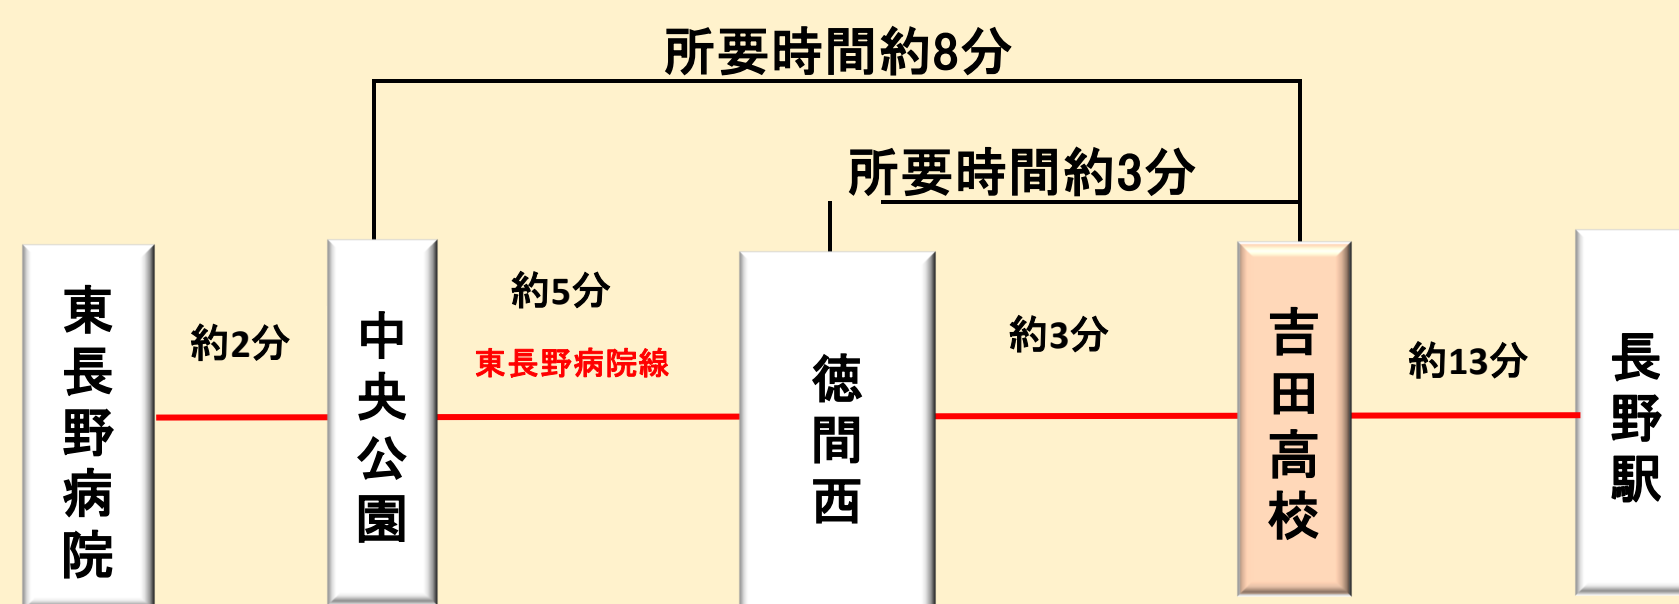 所要時間約8分
所要時間約3分
東長野病院
約2分
中央公園
約5分
東長野病院線
徳間西
約3分
吉田高校
約13分
長野駅